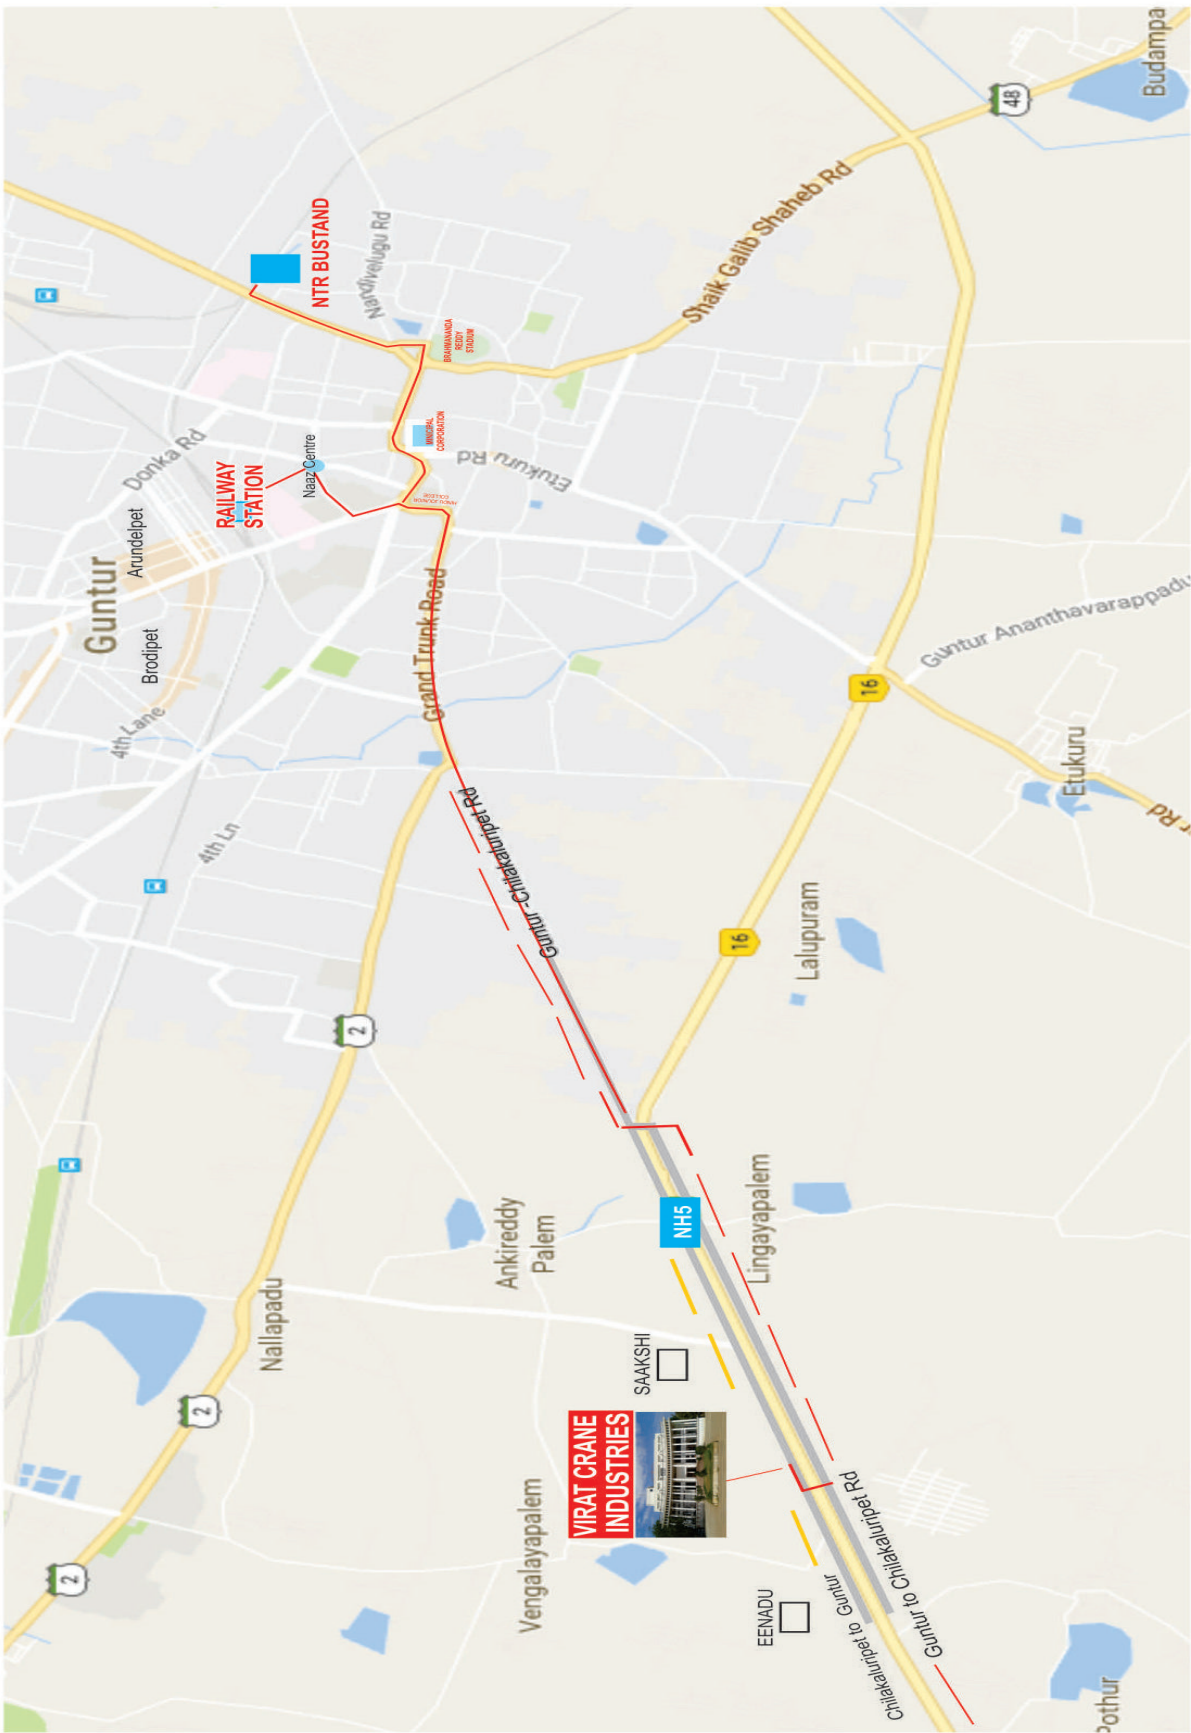 Guntur
Brodipet
Arundelpet
Donka Rd
4th Lane
4th Ln
RAILWAY
STATION
Naaz Centre
NTR BUSTAND
Nandivelugu Rd
BRAHMANANDA
REDDY
STADIUM
MINICIPAL
CORPORATION
Etukuru Rd
Shaik Galib Shaheb Rd
48
Budampa
Grand Trunk Road
Guntur-Chilakaluripet Rd
16
16
Guntur Ananthavarappadu
Etukuru
r Rd
Lalupuram
2
2
2
Nallapadu
Ankireddy
Palem
NH5
Lingayapalem
SAAKSHI
VIRAT CRANE
INDUSTRIES
Vengalayapalem
EENADU
Chilakaluripet to Guntur
Guntur to Chilakaluripet Rd
Pothur